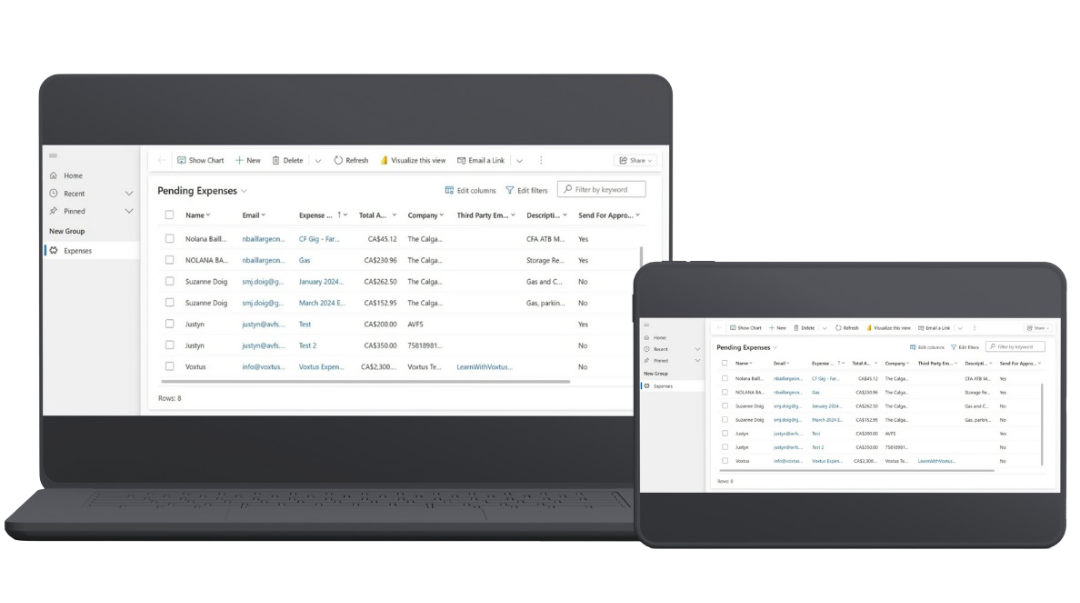 Show Chart New Delete Refresh Visualize this view Email a Link Share
Home
Recent
Pinned
New Group
Expenses
Pending Expenses Edit columns Edit filters Filter by keyword
Name Email Expense ... Total A... Company Third Party Em... Descripti... Send For Appro...
Nolana Baill... nbaillargeon... CF Gig - Far... CA$45.12 The Calga... CFA ATB M... Yes
NOLANA BA... nbaillargeon... Gas CA$230.96 The Calga... Storage Re... Yes
Suzanne Doig smj.doig@g... January 2024... CA$262.50 The Calga... Gas and C... No
Suzanne Doig smj.doig@g... March 2024 E... CA$152.95 The Calga... Gas, parkin... No
Justyn justyn@avfs... Test CA$200.00 AVFS Yes
Justyn justyn@avfs... Test 2 CA$350.00 75818981... No
Voxtus info@voxtus... Voxtus Expen... CA$2,300... Voxtus Te... LearnWithVoxtus... No
Rows: 8
Show Chart New Delete Refresh Visualize this view Email a Link Share
Home
Recent
Pinned
New Group
Expenses
Pending Expenses Edit columns Edit filters Filter by keyword
Name Email Expense ... Total A... Company Third Party Em... Descripti... Send For Appro...
Nolana Baill... nbaillargeon... CF Gig - Far... CA$45.12 The Calga... CFA ATB M... Yes
NOLANA BA... nbaillargeon... Gas CA$230.96 The Calga... Storage Re... Yes
Suzanne Doig smj.doig@g... January 2024... CA$262.50 The Calga... Gas and C... No
Suzanne Doig smj.doig@g... March 2024 E... CA$152.95 The Calga... Gas, parkin... No
Justyn justyn@avfs... Test CA$200.00 AVFS Yes
Justyn justyn@avfs... Test 2 CA$350.00 75818981... No
Voxtus info@voxtus... Voxtus Expen... CA$2,300... Voxtus Te... LearnWithVoxtus... No
Rows: 8